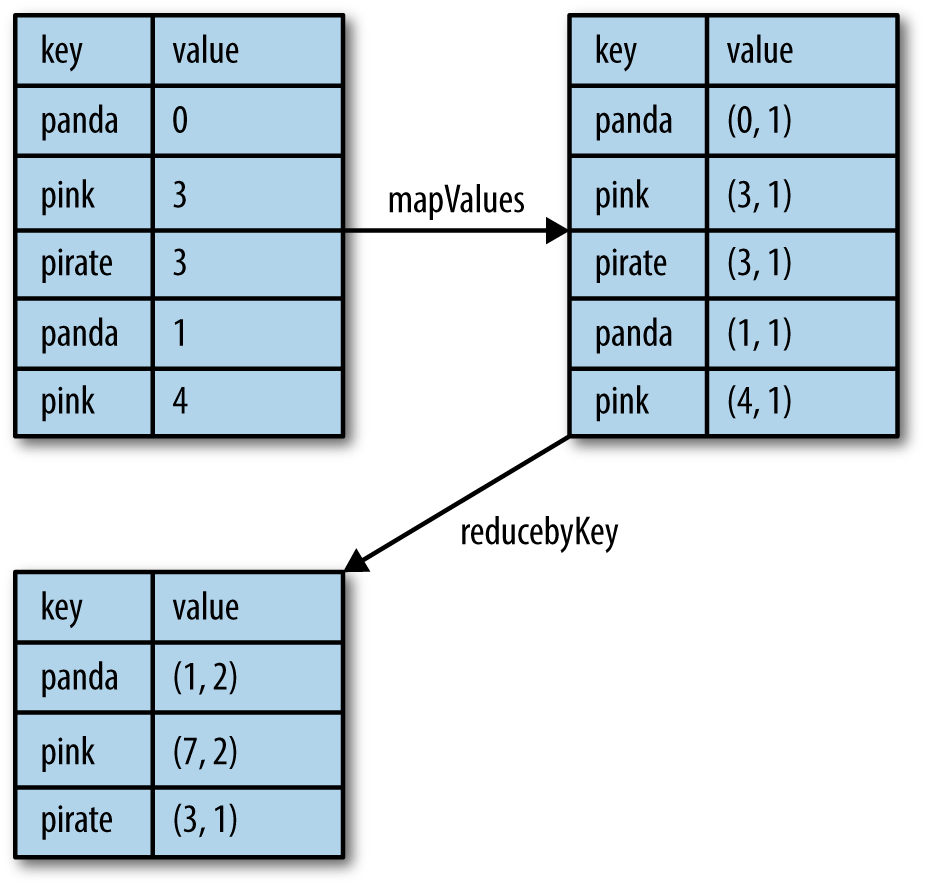 key value
panda 0
pink 3
pirate 3
panda 1
pink 4
mapValues
key value
panda (0, 1)
pink (3, 1)
pirate (3, 1)
panda (1, 1)
pink (4, 1)
reducebyKey
key value
panda (1, 2)
pink (7, 2)
pirate (3, 1)